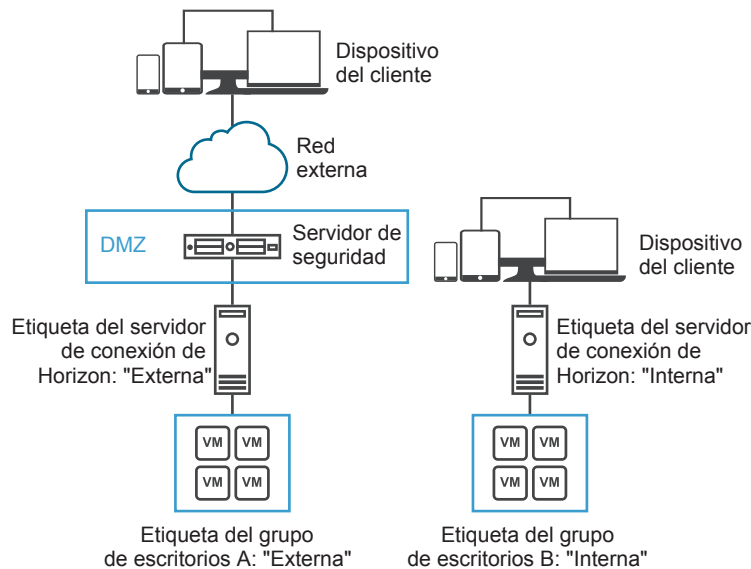 Dispositivo
del cliente
Red
externa
DMZ
Servidor de
seguridad
Dispositivo
del cliente
Etiqueta del servidor
de conexión de
Horizon: "Externa"
Etiqueta del servidor
de conexión de
Horizon: "Interna"
VM VM
VM VM
VM VM
VM VM
Etiqueta del grupo
de escritorios A: "Externa"
Etiqueta del grupo
de escritorios B: "Interna"